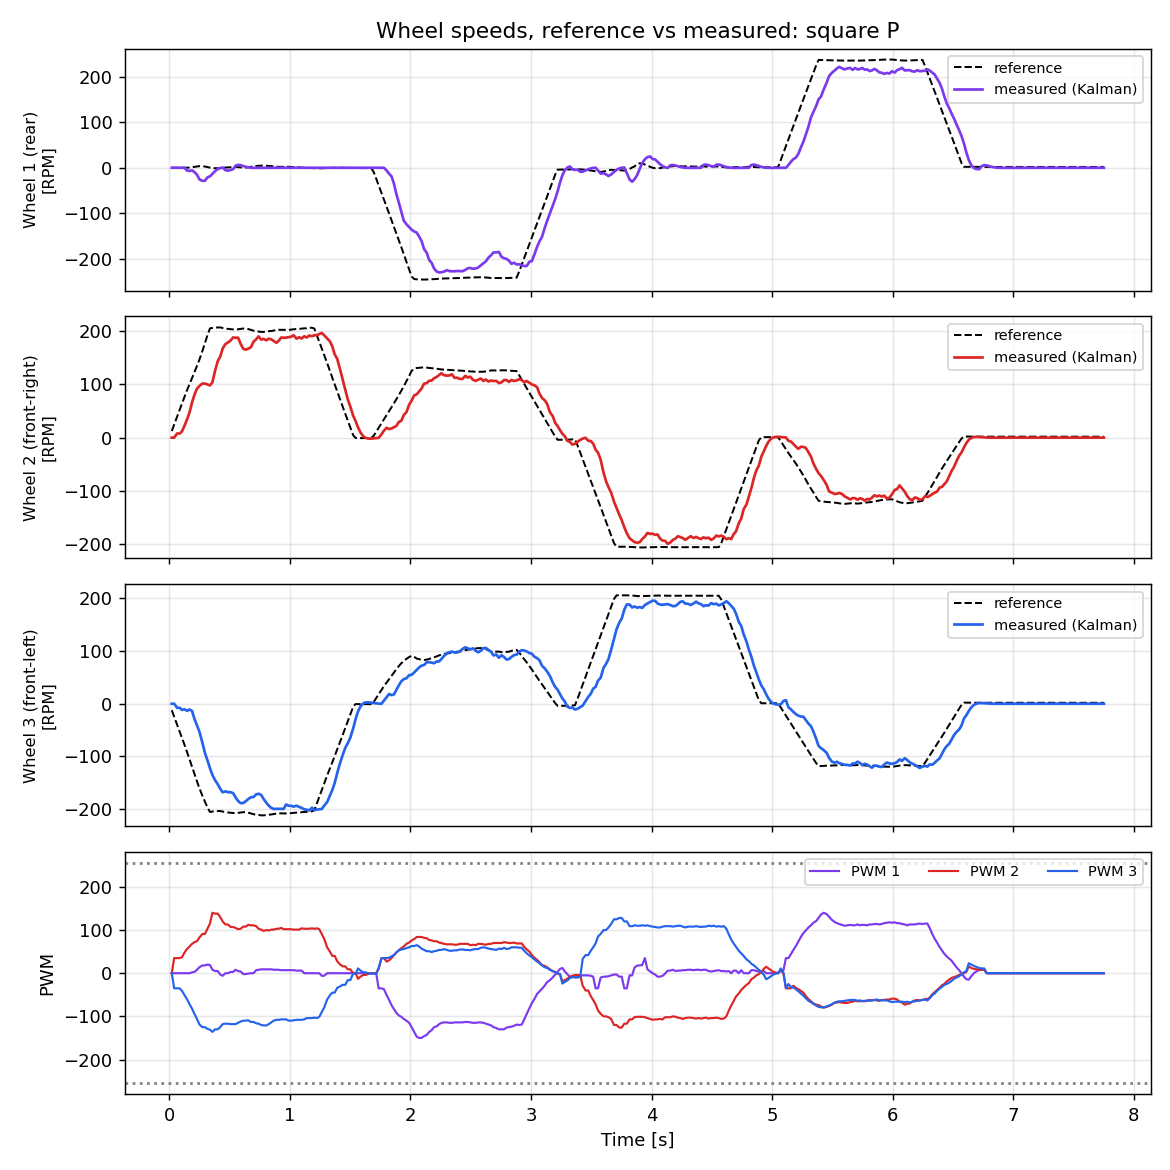 Wheel speeds, reference vs measured: square P
Wheel 1 (rear)
[RPM]
200
100
0
−100
−200
reference
measured (Kalman)
Wheel 2 (front-right)
[RPM]
200
100
0
−100
−200
reference
measured (Kalman)
Wheel 3 (front-left)
[RPM]
200
100
0
−100
−200
reference
measured (Kalman)
PWM
200
100
0
−100
−200
PWM 1 PWM 2 PWM 3
0 1 2 3 4 5 6 7 8
Time [s]